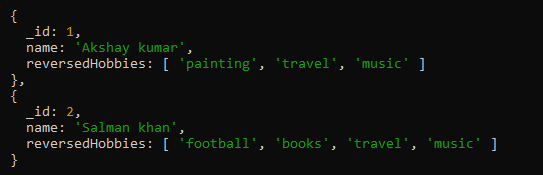 {
  _id: 1,
  name: 'Akshay kumar',
  reversedHobbies: [ 'painting', 'travel', 'music' ]
},
{
  _id: 2,
  name: 'Salman khan',
  reversedHobbies: [ 'football', 'books', 'travel', 'music' ]
}